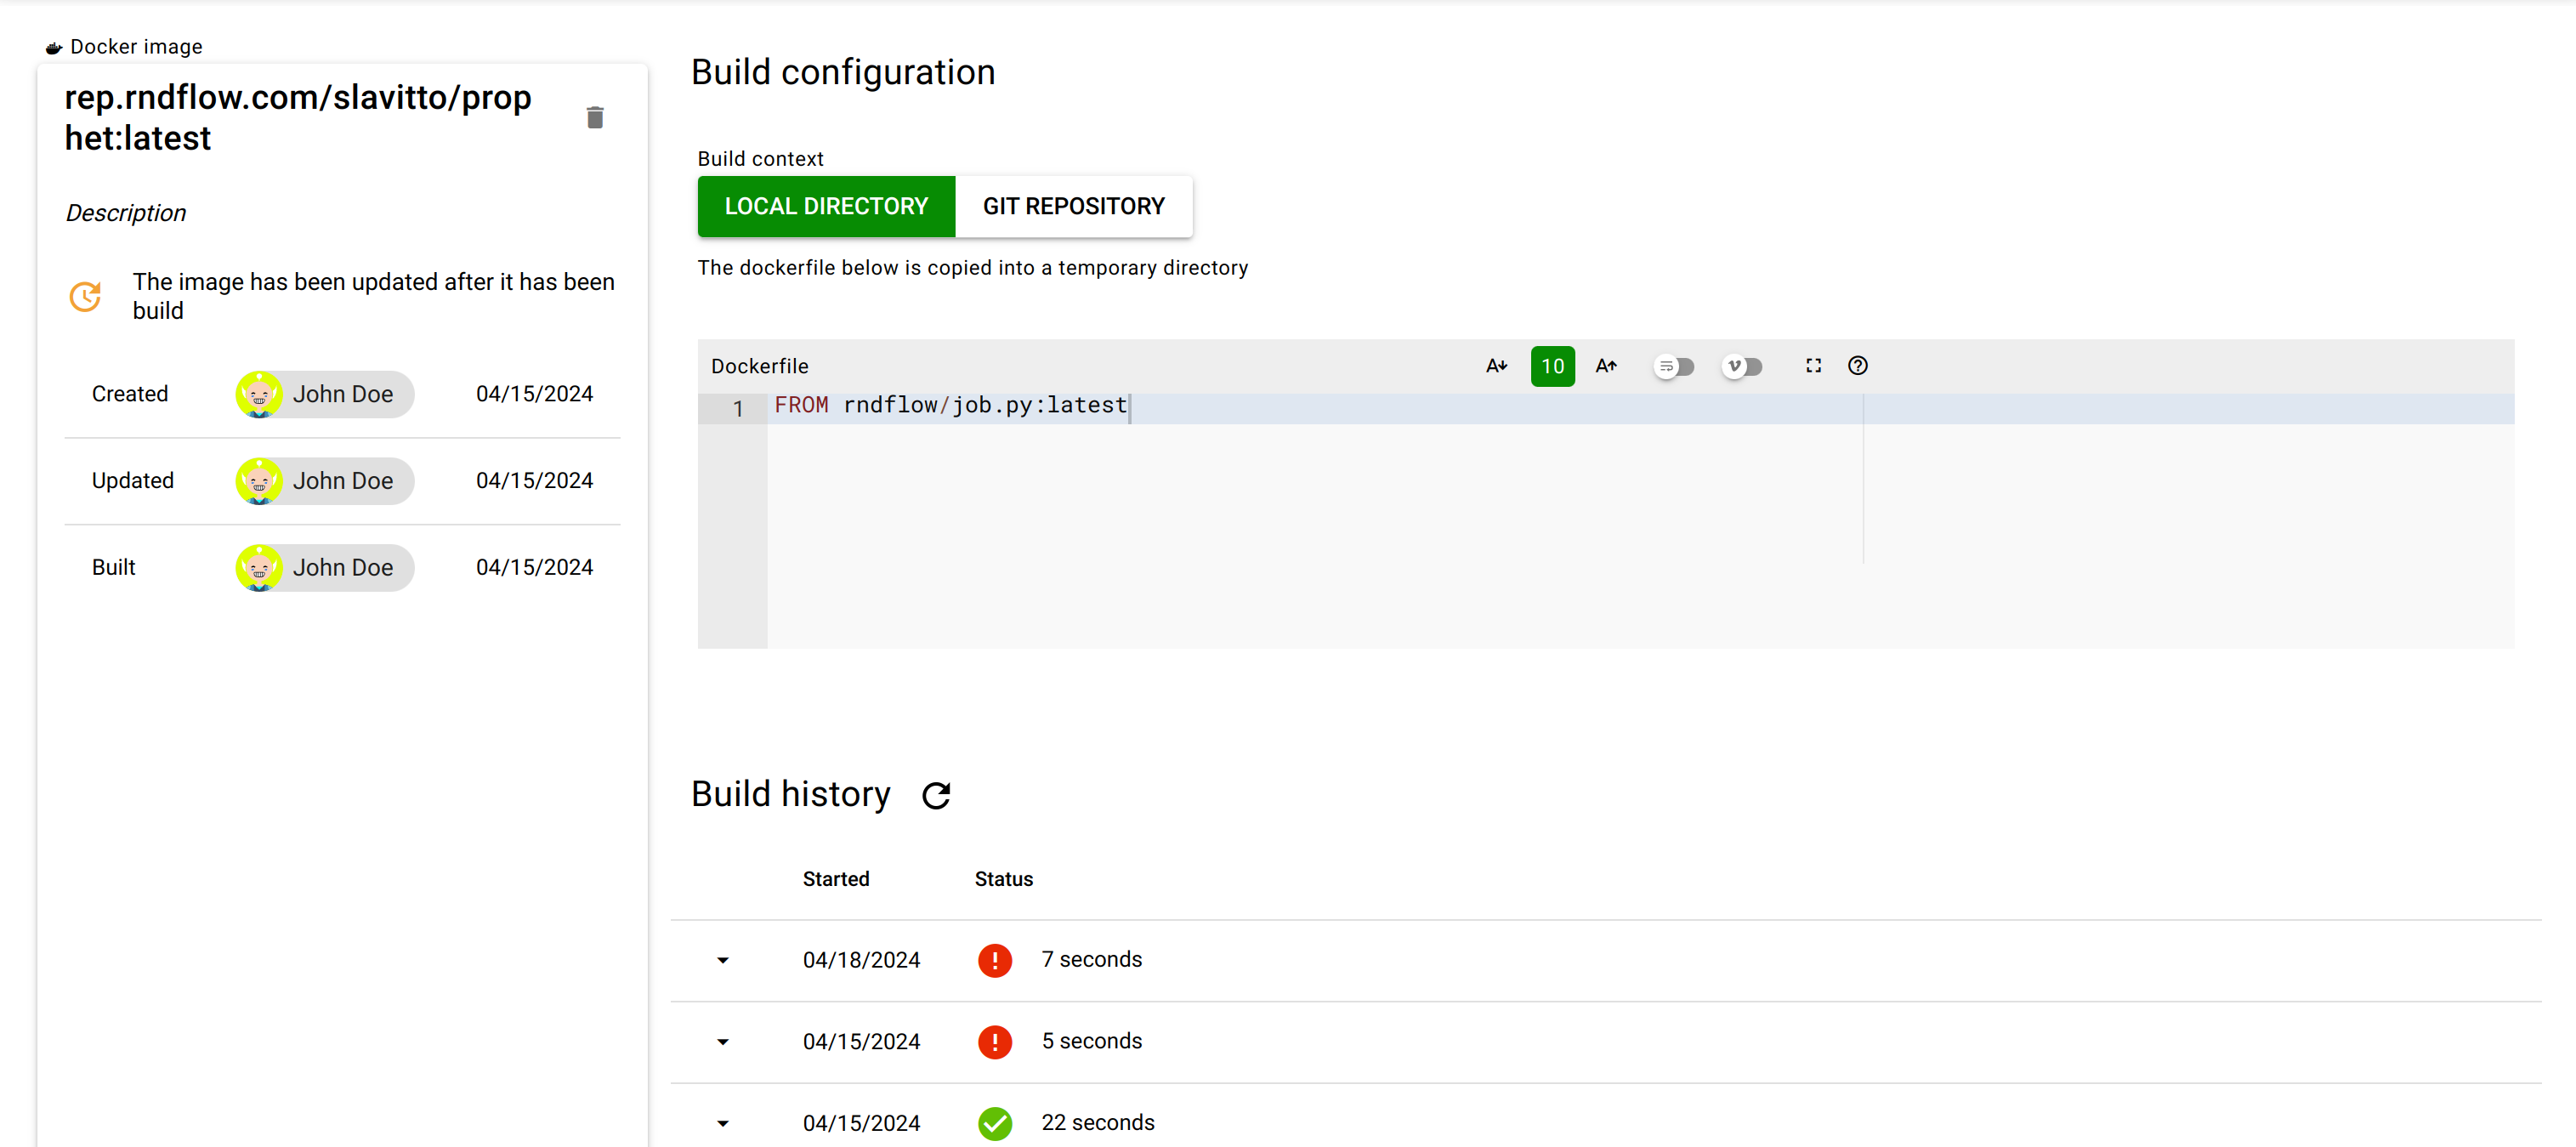 Docker image
rep.rndflow.com/slavitto/prop
het:latest
Description
The image has been updated after it has been
build
Created John Doe 04/15/2024
Updated John Doe 04/15/2024
Built John Doe 04/15/2024
Build configuration
Build context
LOCAL DIRECTORY GIT REPOSITORY
The dockerfile below is copied into a temporary directory
Dockerfile 10
1 FROM rndflow/job.py:latest
Build history
Started Status
04/18/2024 7 seconds
04/15/2024 5 seconds
04/15/2024 22 seconds